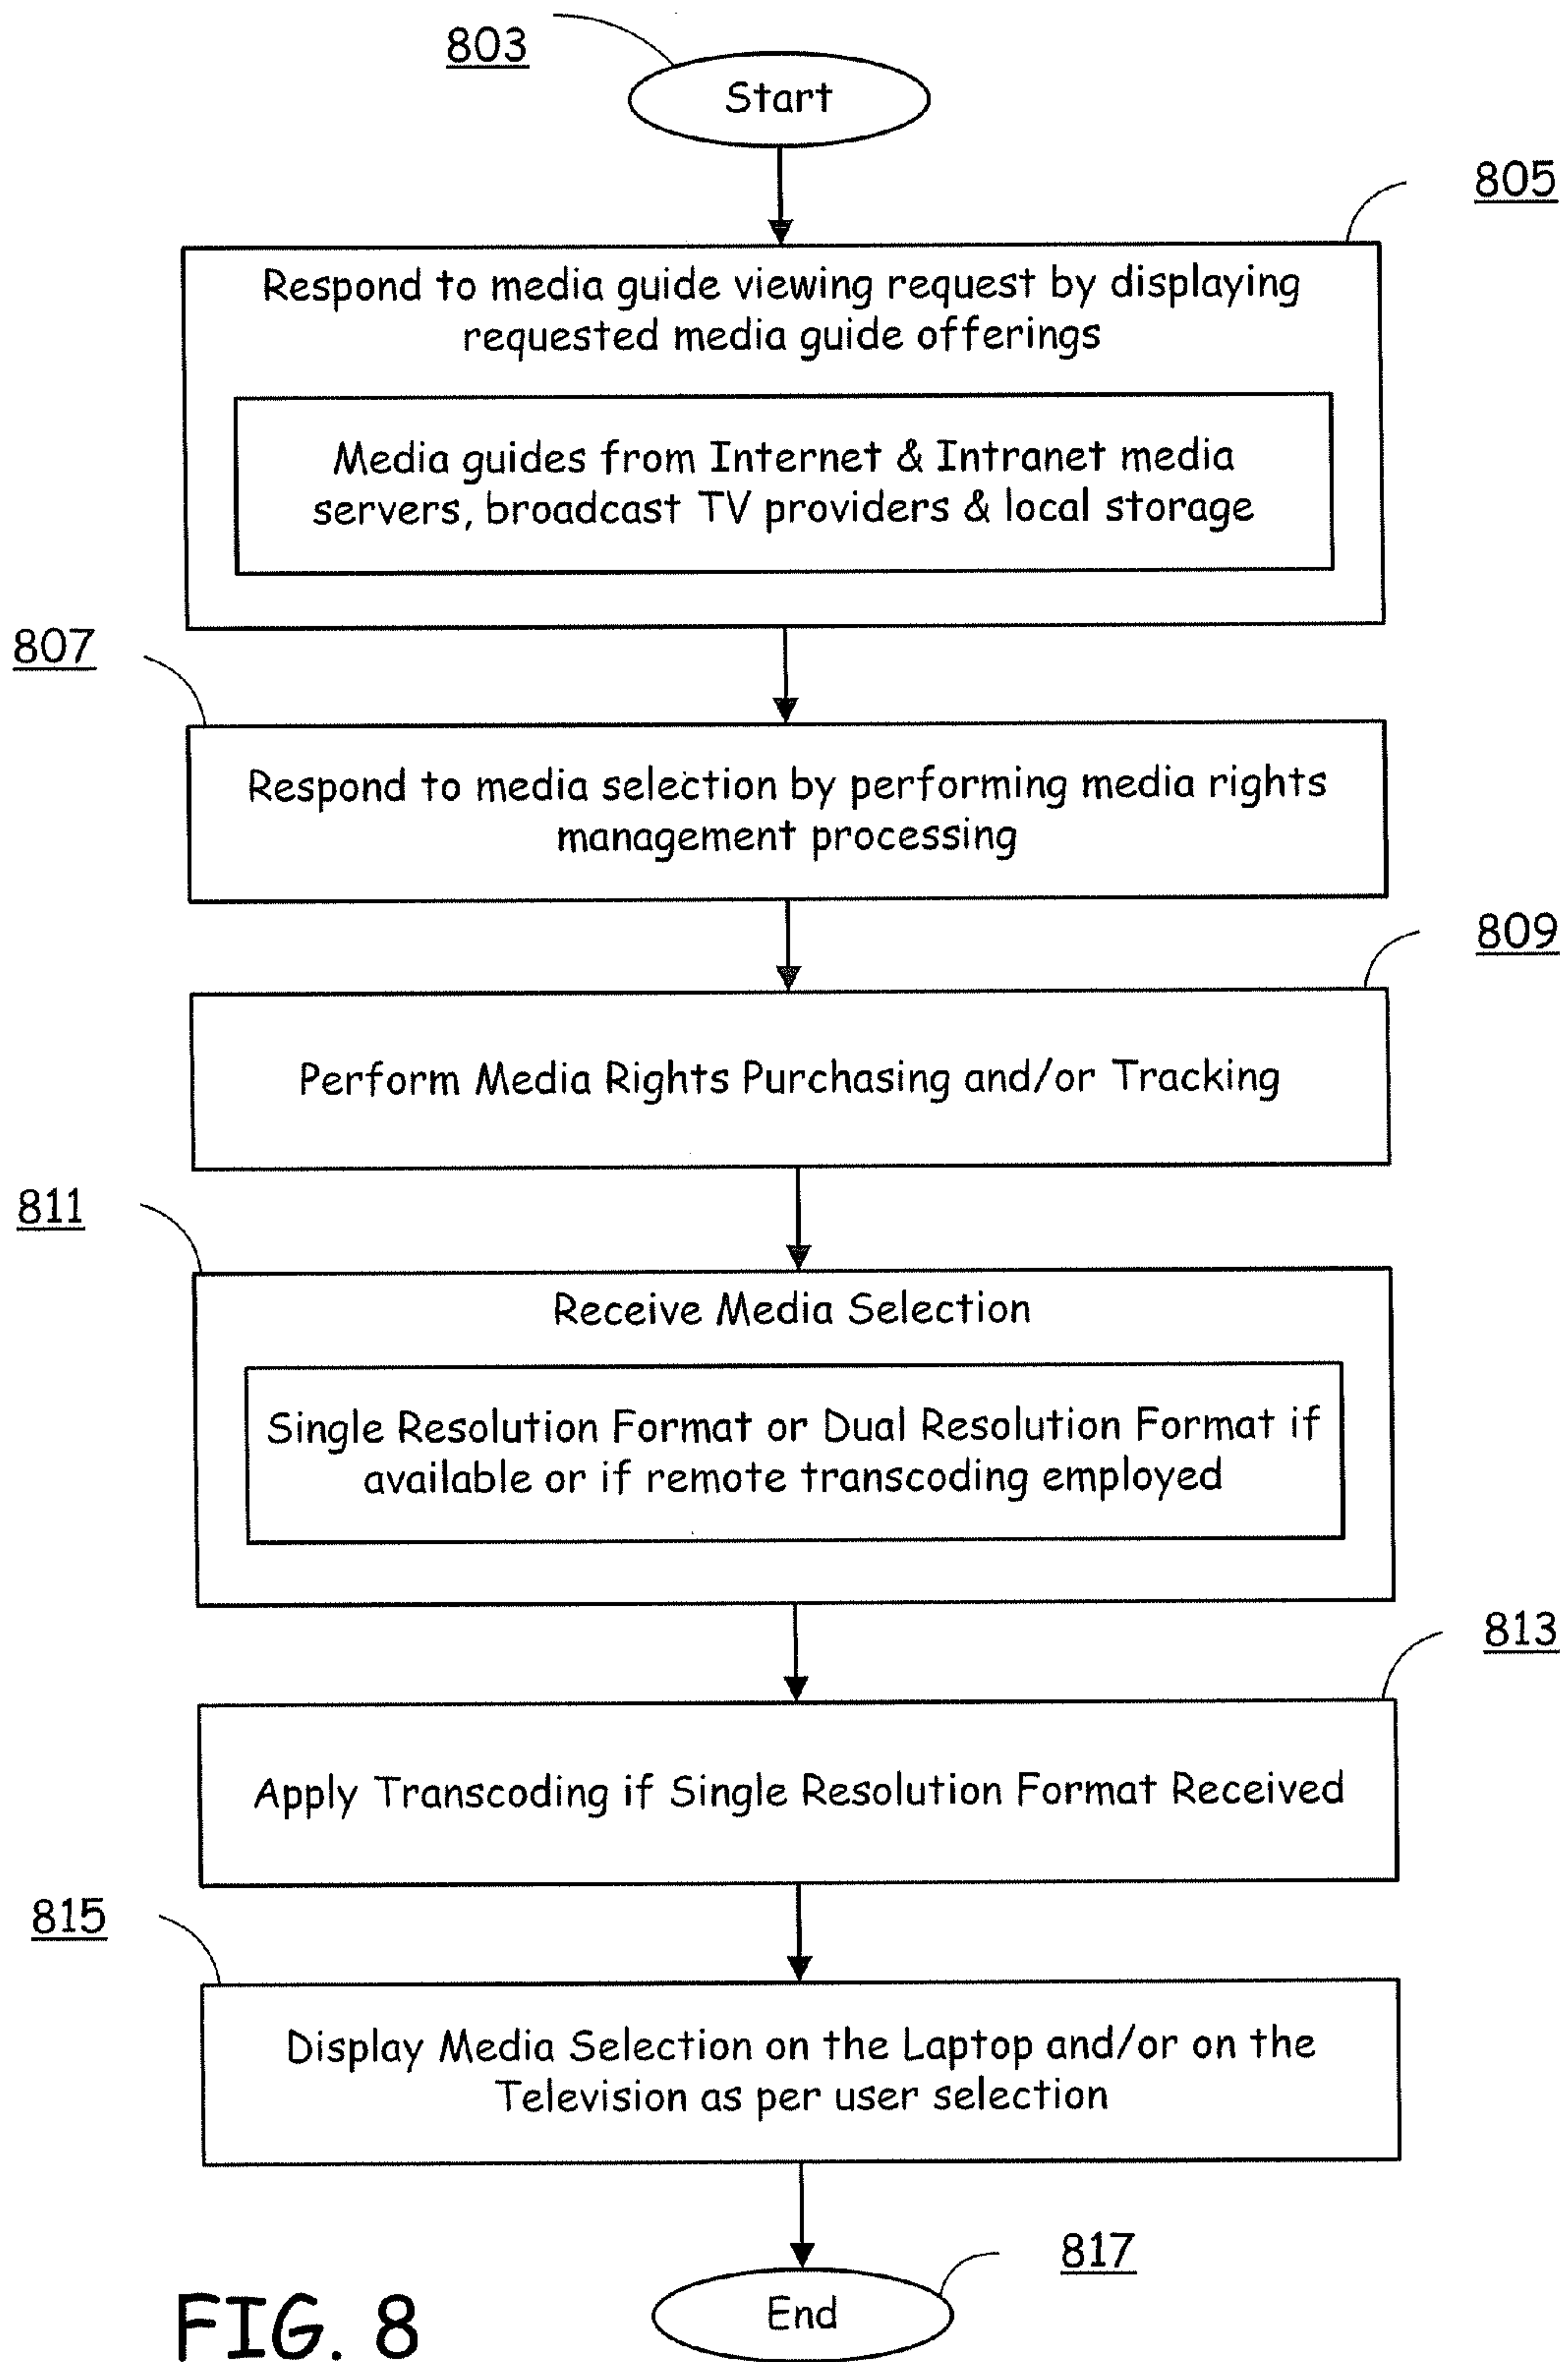 803
Start
805
Respond to media guide viewing request by displaying
requested media guide offerings
Media guides from Internet & Intranet media
servers, broadcast TV providers & local storage
807
Respond to media selection by performing media rights
management processing
809
Perform Media Rights Purchasing and/or Tracking
811
Receive Media Selection
Single Resolution Format or Dual Resolution Format if
available or if remote transcoding employed
813
Apply Transcoding if Single Resolution Format Received
815
Display Media Selection on the Laptop and/or on the
Television as per user selection
817
End
FIG. 8